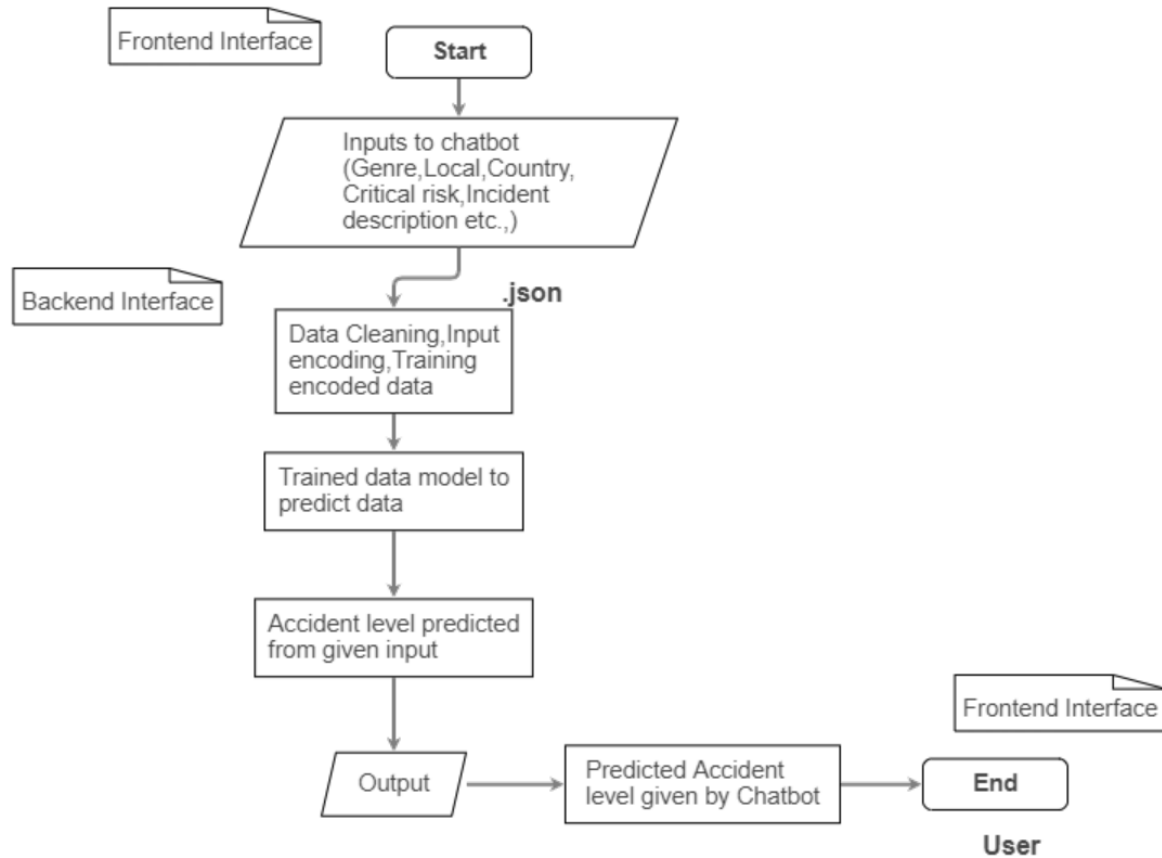 Frontend Interface
Start
Inputs to chatbot
(Genre,Local,Country,
Critical risk,Incident
description etc.,)
Backend Interface
.json
Data Cleaning,Input
encoding,Training
encoded data
Trained data model to
predict data
Accident level predicted
from given input
Frontend Interface
Output
Predicted Accident
level given by Chatbot
End
User